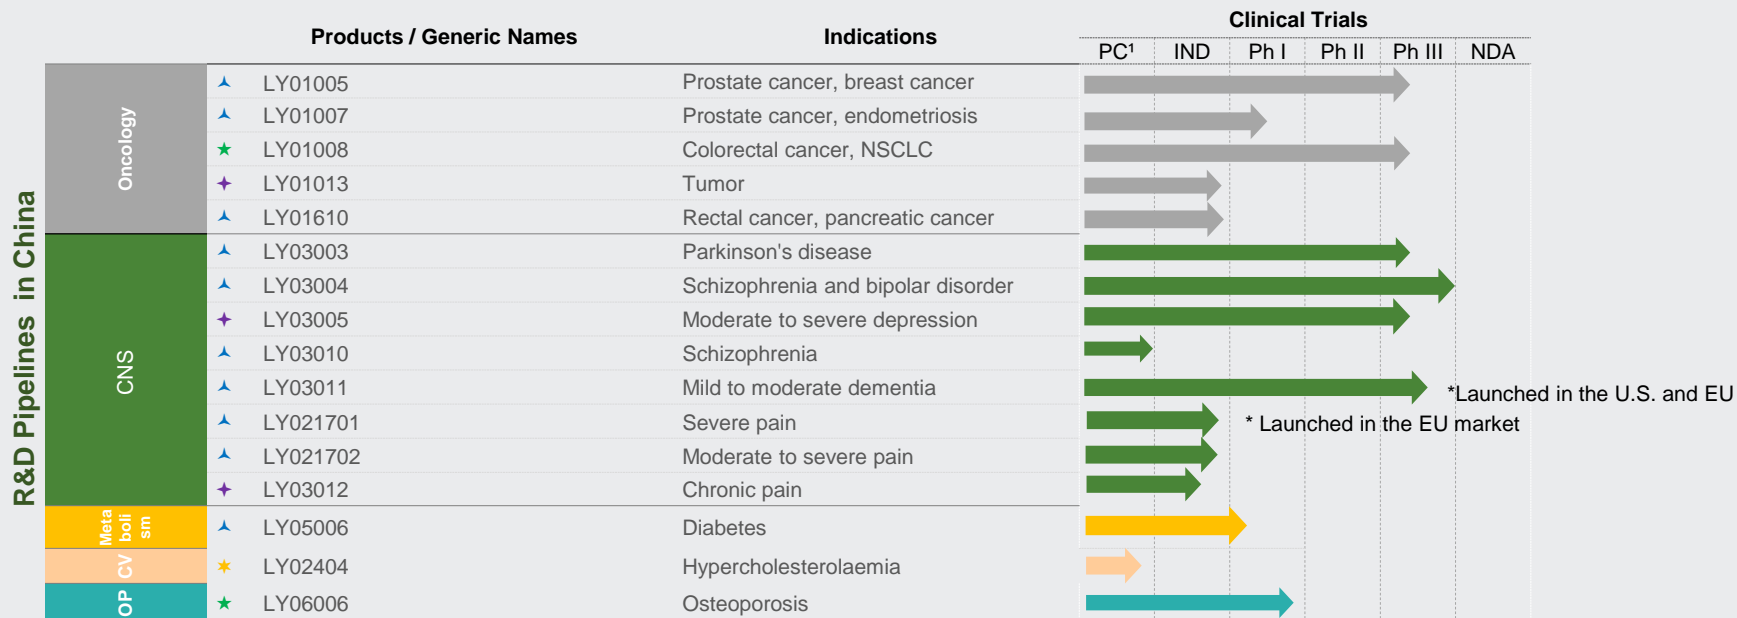 Clinical Trials
Products / Generic Names Indications
PC¹ IND Ph I Ph II Ph III NDA
R&D Pipelines in China
Oncology
LY01005 Prostate cancer, breast cancer
LY01007 Prostate cancer, endometriosis
LY01008 Colorectal cancer, NSCLC
LY01013 Tumor
LY01610 Rectal cancer, pancreatic cancer
CNS
LY03003 Parkinson's disease
LY03004 Schizophrenia and bipolar disorder
LY03005 Moderate to severe depression
LY03010 Schizophrenia
LY03011 Mild to moderate dementia *Launched in the U.S. and EU
LY021701 Severe pain * Launched in the EU market
LY021702 Moderate to severe pain
LY03012 Chronic pain
Meta
boli
sm
LY05006 Diabetes
CV
LY02404 Hypercholesterolaemia
OP
LY06006 Osteoporosis